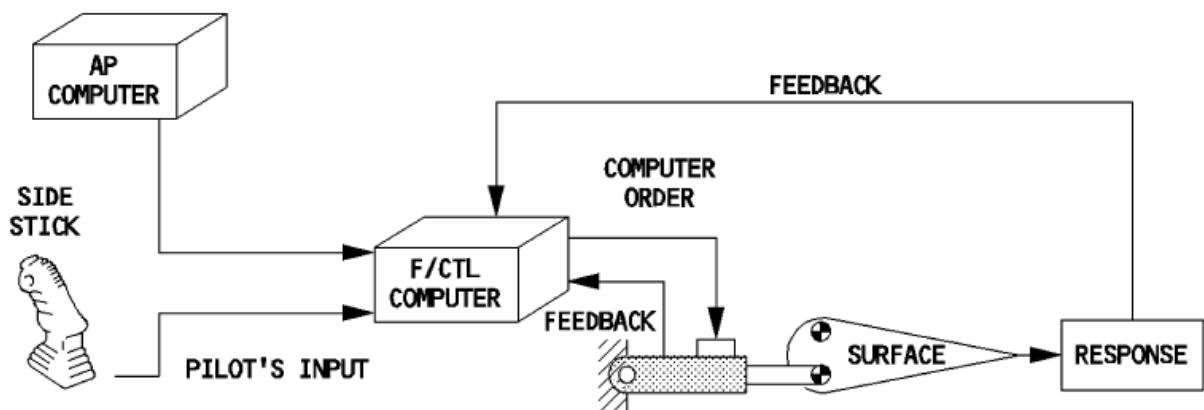 AP
COMPUTER
FEEDBACK
COMPUTER
ORDER
SIDE
STICK
F/CTL
COMPUTER
FEEDBACK
SURFACE
RESPONSE
PILOT'S INPUT